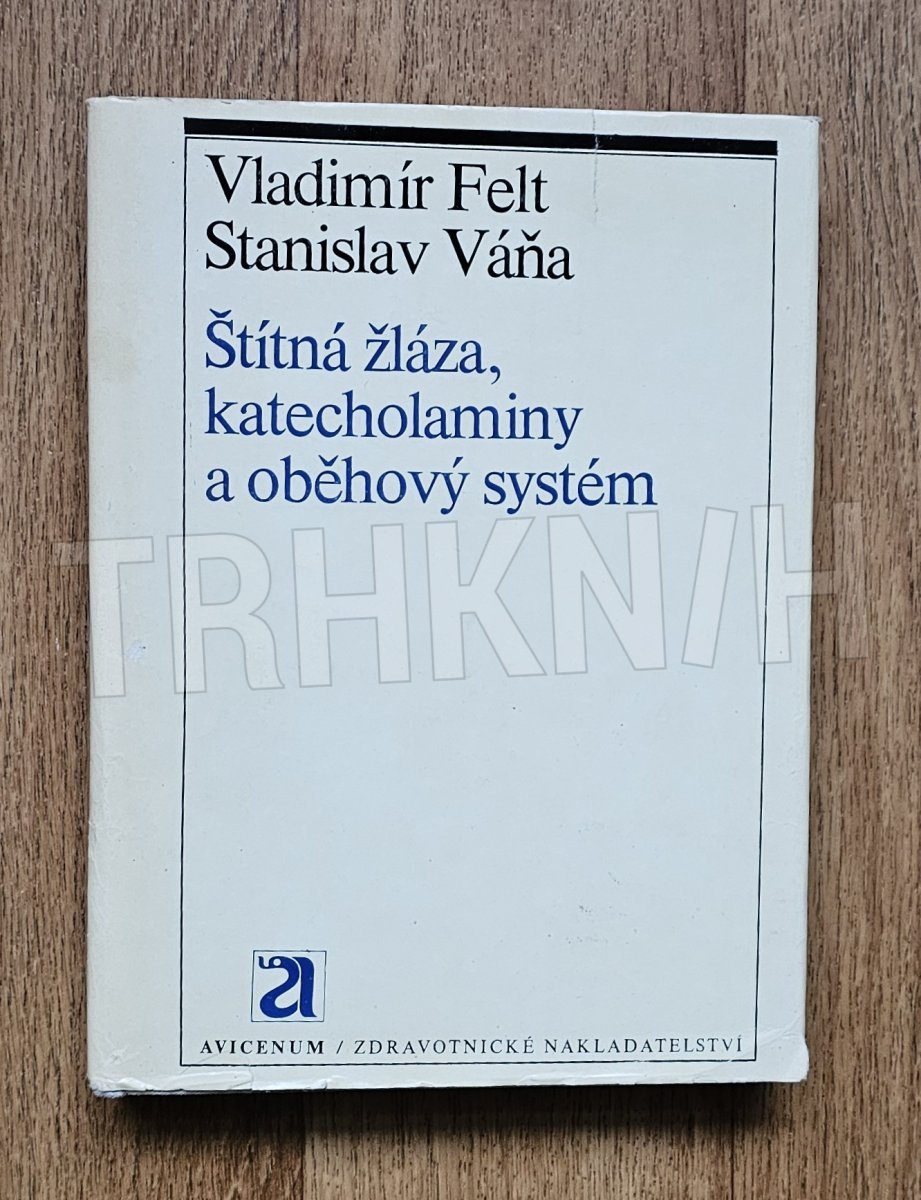 Vladimír Felt
Stanislav Váňa
Štítná žláza,
katecholaminy
a oběhový systém
TRHKNIH
AVICENUM / ZDRAVOTNICKÉ NAKLADATELSTVÍ